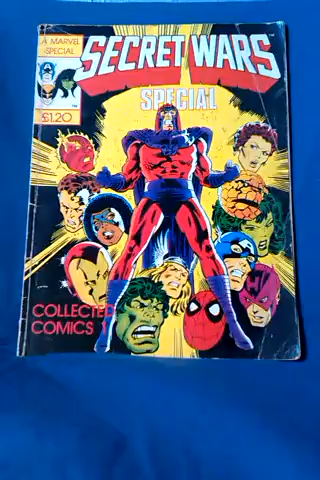 A MARVEL
SPECIAL
SECRET WARS
SPECIAL
£1.20
COLLECTED
COMICS 1